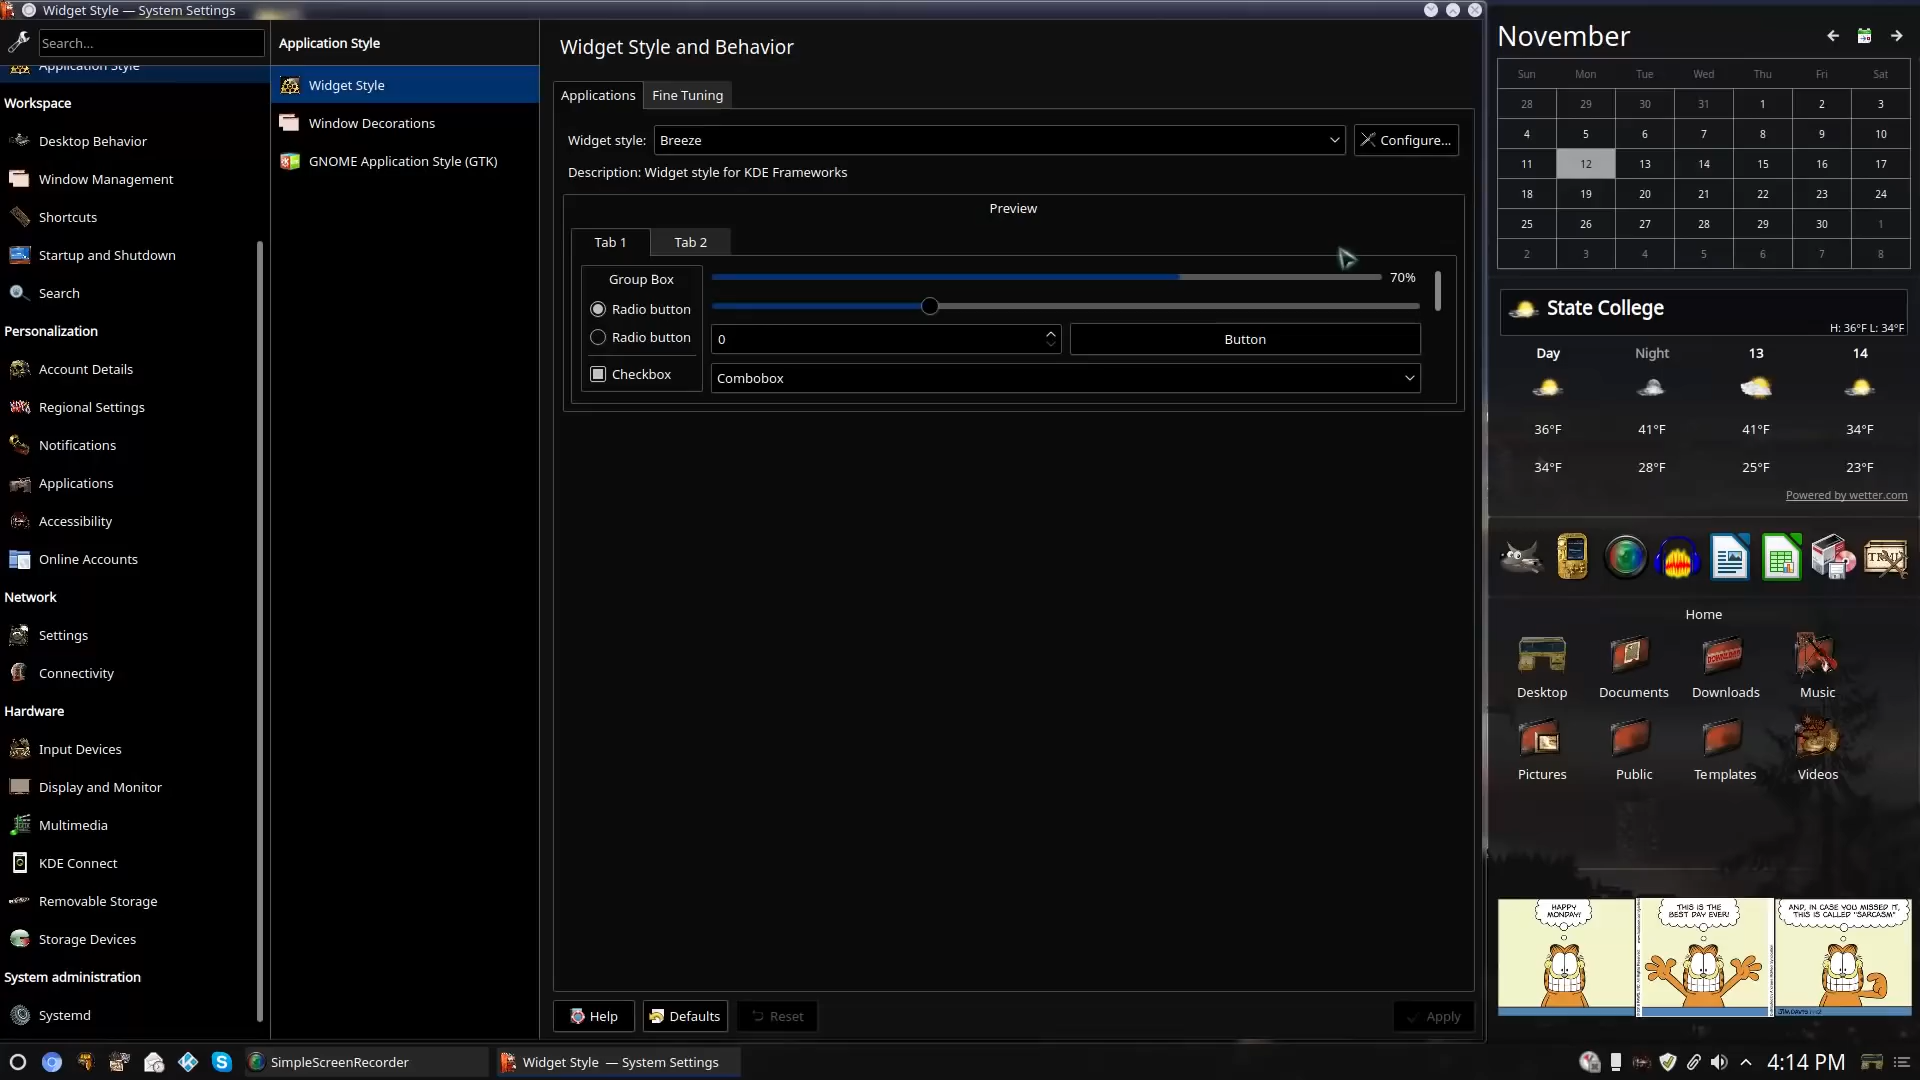 Widget Style — System Settings
Search...
Application Style
Workspace
Desktop Behavior
Window Management
Shortcuts
Startup and Shutdown
Search
Personalization
Account Details
Regional Settings
Notifications
Applications
Accessibility
Online Accounts
Network
Settings
Connectivity
Hardware
Input Devices
Display and Monitor
Multimedia
KDE Connect
Removable Storage
Storage Devices
System administration
Systemd
Application Style
Widget Style
Window Decorations
GNOME Application Style (GTK)
Widget Style and Behavior
Applications Fine Tuning
Widget style: Breeze Configure...
Description: Widget style for KDE Frameworks
Preview
Tab 1 Tab 2
Group Box
Radio button
Radio button
Checkbox
70%
0 Button
Combobox
Help Defaults Reset Apply
November
Sun Mon Tue Wed Thu Fri Sat
28 29 30 31 1 2 3
4 5 6 7 8 9 10
11 12 13 14 15 16 17
18 19 20 21 22 23 24
25 26 27 28 29 30 1
2 3 4 5 6 7 8
State College
H: 36°F L: 34°F
Day Night 13 14
36°F 41°F 41°F 34°F
34°F 28°F 25°F 23°F
Powered by wetter.com
Home
Desktop Documents Downloads Music
Pictures Public Templates Videos
HAPPY
MONDAY!
THIS IS THE
BEST DAY EVER!
AND, IN CASE YOU MISSED IT,
THIS IS CALLED "SARCASM"
SimpleScreenRecorder
Widget Style — System Settings
4:14 PM